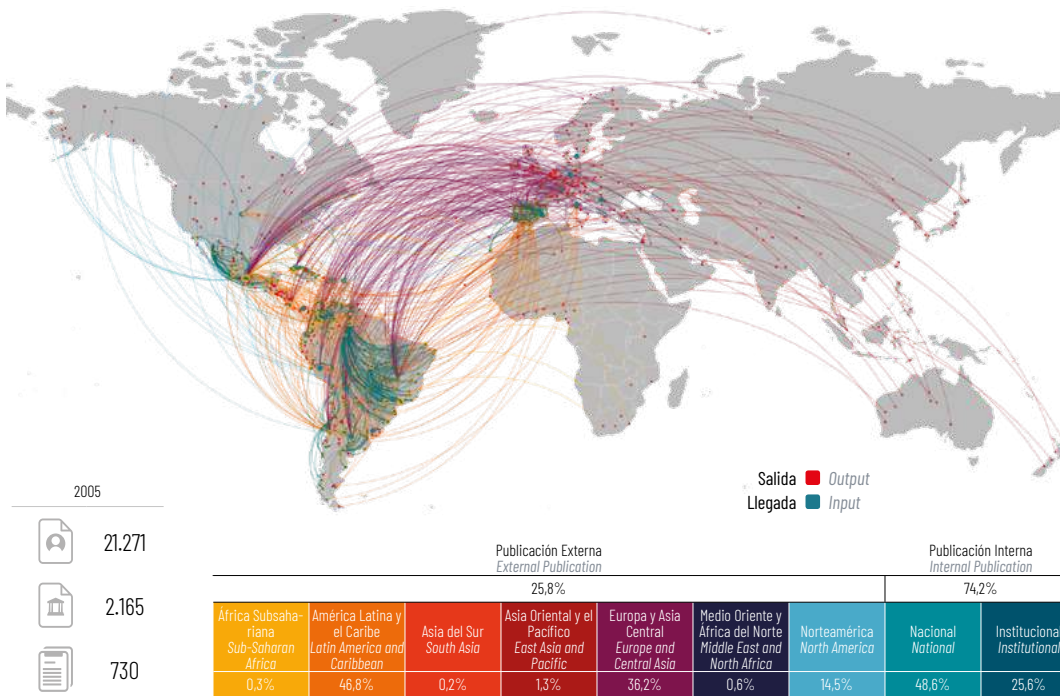 Salida Output
Llegada Input
2005
21.271
2.165
730
Publicación Externa
External Publication
Publicación Interna
Internal Publication
25,8%
74,2%
África Subsaha-
riana
Sub-Saharan
Africa
América Latina y
el Caribe
Latin America and
Caribbean
Asia del Sur
South Asia
Asia Oriental y el
Pacífico
East Asia and
Pacific
Europa y Asia
Central
Europe and
Central Asia
Medio Oriente y
África del Norte
Middle East and
North Africa
Norteamérica
North America
Nacional
National
Institucional
Institutional
0,3%
46,8%
0,2%
1,3%
36,2%
0,6%
14,5%
48,6%
25,6%